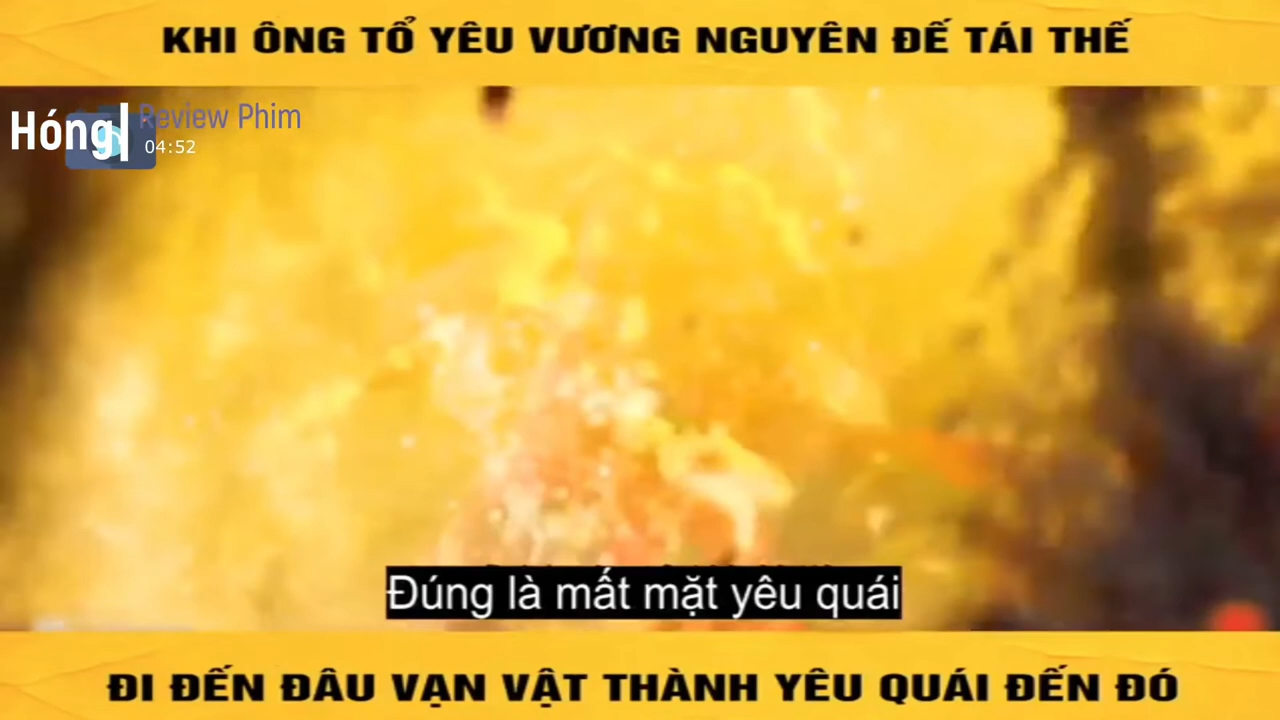 KHI ÔNG TỔ YÊU VƯƠNG NGUYÊN ĐẾ TÁI THẾ
Hóng| Review Phim
04:52
Đúng là mất mặt yêu quái
ĐI ĐẾN ĐÂU VẠN VẬT THÀNH YÊU QUÁI ĐẾN ĐÓ